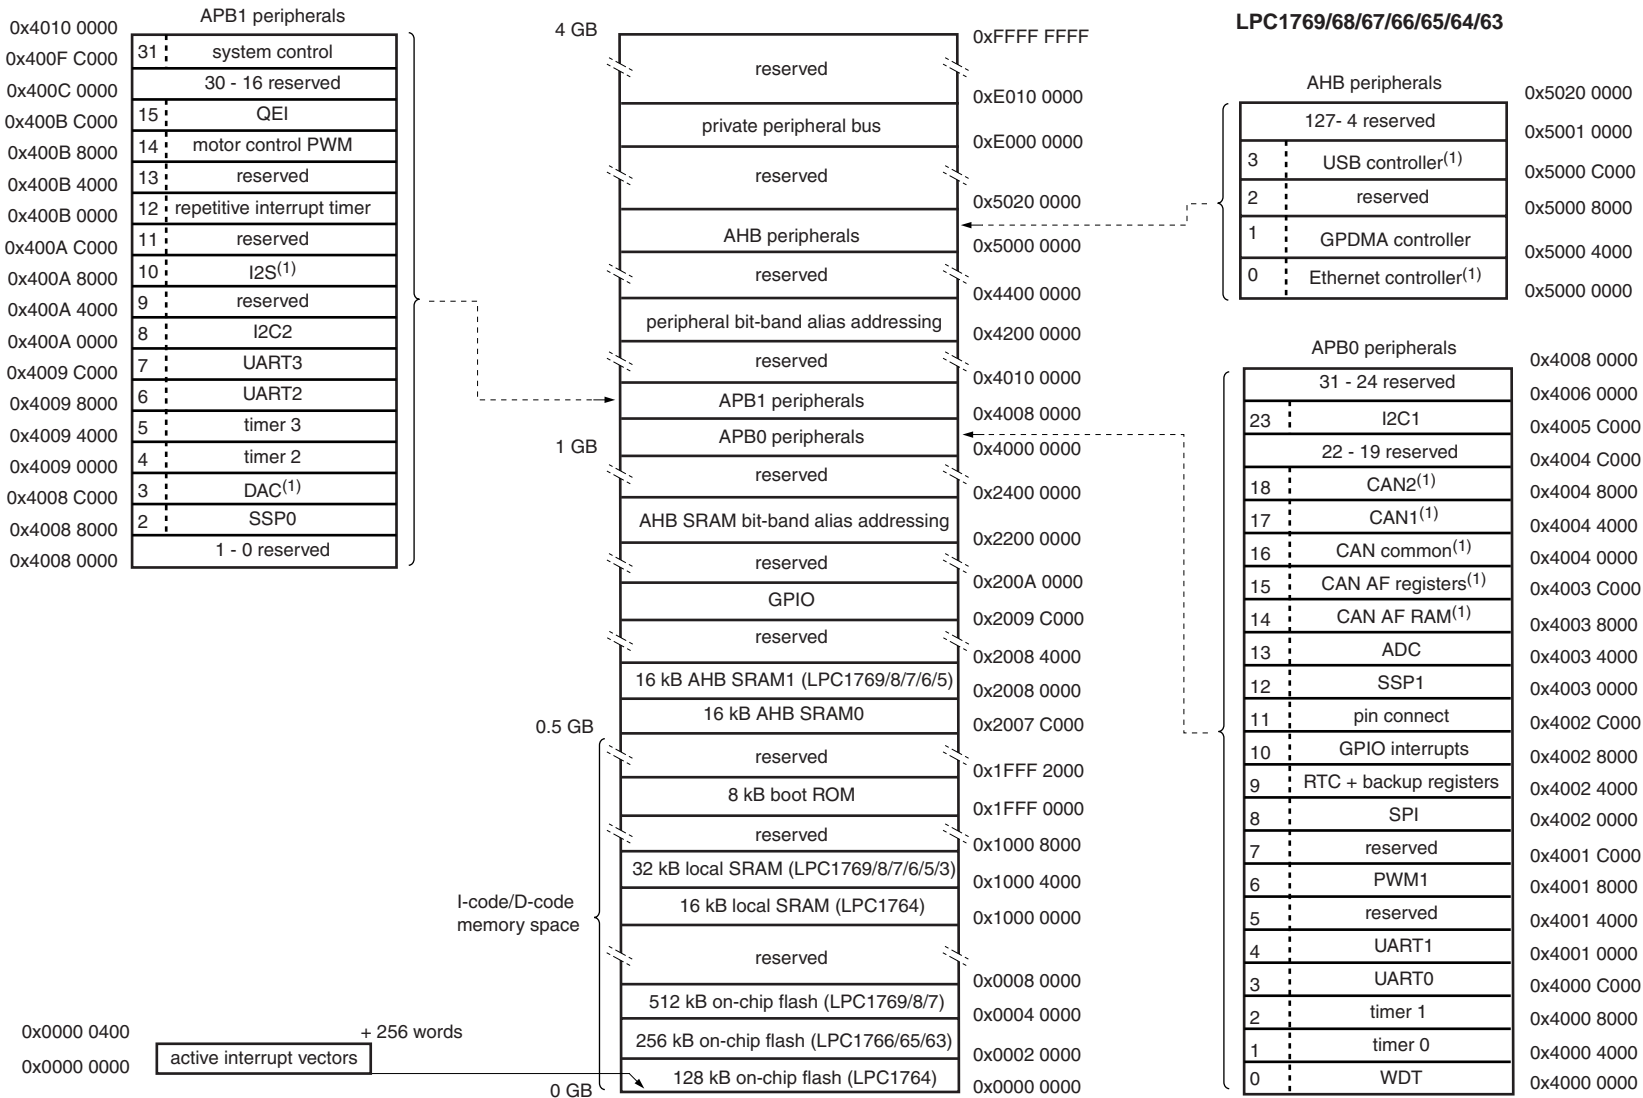 APB1 peripherals
0x4010 0000
31 system control
0x400F C000
30 - 16 reserved
0x400C 0000
15 QEI
0x400B C000
14 motor control PWM
0x400B 8000
13 reserved
0x400B 4000
12 repetitive interrupt timer
0x400B 0000
11 reserved
0x400A C000
10 I2S(1)
0x400A 8000
9 reserved
0x400A 4000
8 I2C2
0x400A 0000
7 UART3
0x4009 C000
6 UART2
0x4009 8000
5 timer 3
0x4009 4000
4 timer 2
0x4009 0000
3 DAC(1)
0x4008 C000
2 SSP0
0x4008 8000
1 - 0 reserved
0x4008 0000
0x0000 0400
+ 256 words
active interrupt vectors
0x0000 0000
4 GB
0xFFFF FFFF
reserved
0xE010 0000
private peripheral bus
0xE000 0000
reserved
0x5020 0000
AHB peripherals
0x5000 0000
reserved
0x4400 0000
peripheral bit-band alias addressing
0x4200 0000
reserved
0x4010 0000
APB1 peripherals
0x4008 0000
APB0 peripherals
1 GB
0x4000 0000
reserved
0x2400 0000
AHB SRAM bit-band alias addressing
0x2200 0000
reserved
0x200A 0000
GPIO
0x2009 C000
reserved
0x2008 4000
16 kB AHB SRAM1 (LPC1769/8/7/6/5)
0x2008 0000
16 kB AHB SRAM0
0x2007 C000
0.5 GB
reserved
0x1FFF 2000
8 kB boot ROM
0x1FFF 0000
reserved
0x1000 8000
32 kB local SRAM (LPC1769/8/7/6/5/3)
0x1000 4000
16 kB local SRAM (LPC1764)
0x1000 0000
I-code/D-code
memory space
reserved
0x0008 0000
512 kB on-chip flash (LPC1769/8/7)
0x0004 0000
256 kB on-chip flash (LPC1766/65/63)
0x0002 0000
128 kB on-chip flash (LPC1764)
0x0000 0000
0 GB
LPC1769/68/67/66/65/64/63
AHB peripherals
0x5020 0000
127- 4 reserved
0x5001 0000
3 USB controller(1)
0x5000 C000
2 reserved
0x5000 8000
1 GPDMA controller
0x5000 4000
0 Ethernet controller(1)
0x5000 0000
APB0 peripherals
0x4008 0000
31 - 24 reserved
0x4006 0000
23 I2C1
0x4005 C000
22 - 19 reserved
0x4004 C000
18 CAN2(1)
0x4004 8000
17 CAN1(1)
0x4004 4000
16 CAN common(1)
0x4004 0000
15 CAN AF registers(1)
0x4003 C000
14 CAN AF RAM(1)
0x4003 8000
13 ADC
0x4003 4000
12 SSP1
0x4003 0000
11 pin connect
0x4002 C000
10 GPIO interrupts
0x4002 8000
9 RTC + backup registers
0x4002 4000
8 SPI
0x4002 0000
7 reserved
0x4001 C000
6 PWM1
0x4001 8000
5 reserved
0x4001 4000
4 UART1
0x4001 0000
3 UART0
0x4000 C000
2 timer 1
0x4000 8000
1 timer 0
0x4000 4000
0 WDT
0x4000 0000